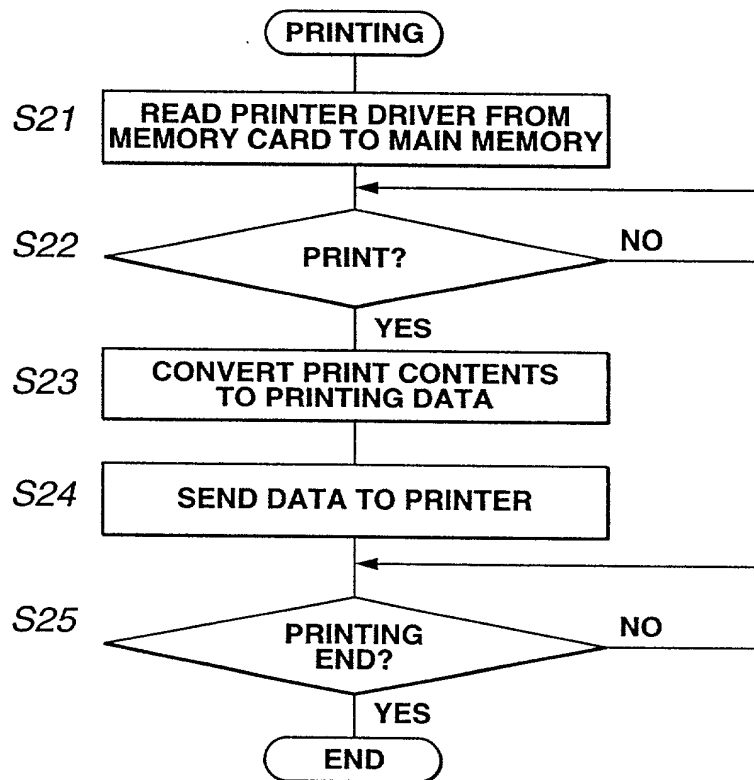 PRINTING
S21
READ PRINTER DRIVER FROM
MEMORY CARD TO MAIN MEMORY
S22
PRINT?
NO
YES
S23
CONVERT PRINT CONTENTS
TO PRINTING DATA
S24
SEND DATA TO PRINTER
S25
PRINTING
END?
NO
YES
END